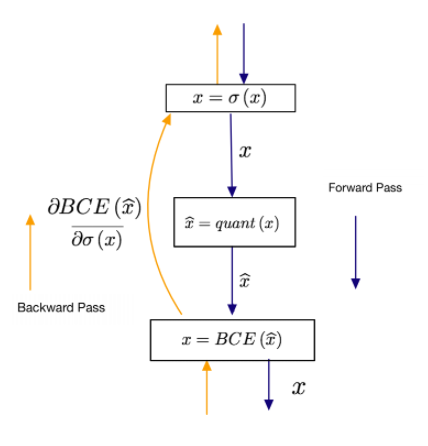 x = σ (x)
x
Forward Pass
∂BCE (x̂)
x̂ = quant (x)
∂σ (x)
x̂
Backward Pass
x = BCE (x̂)
x